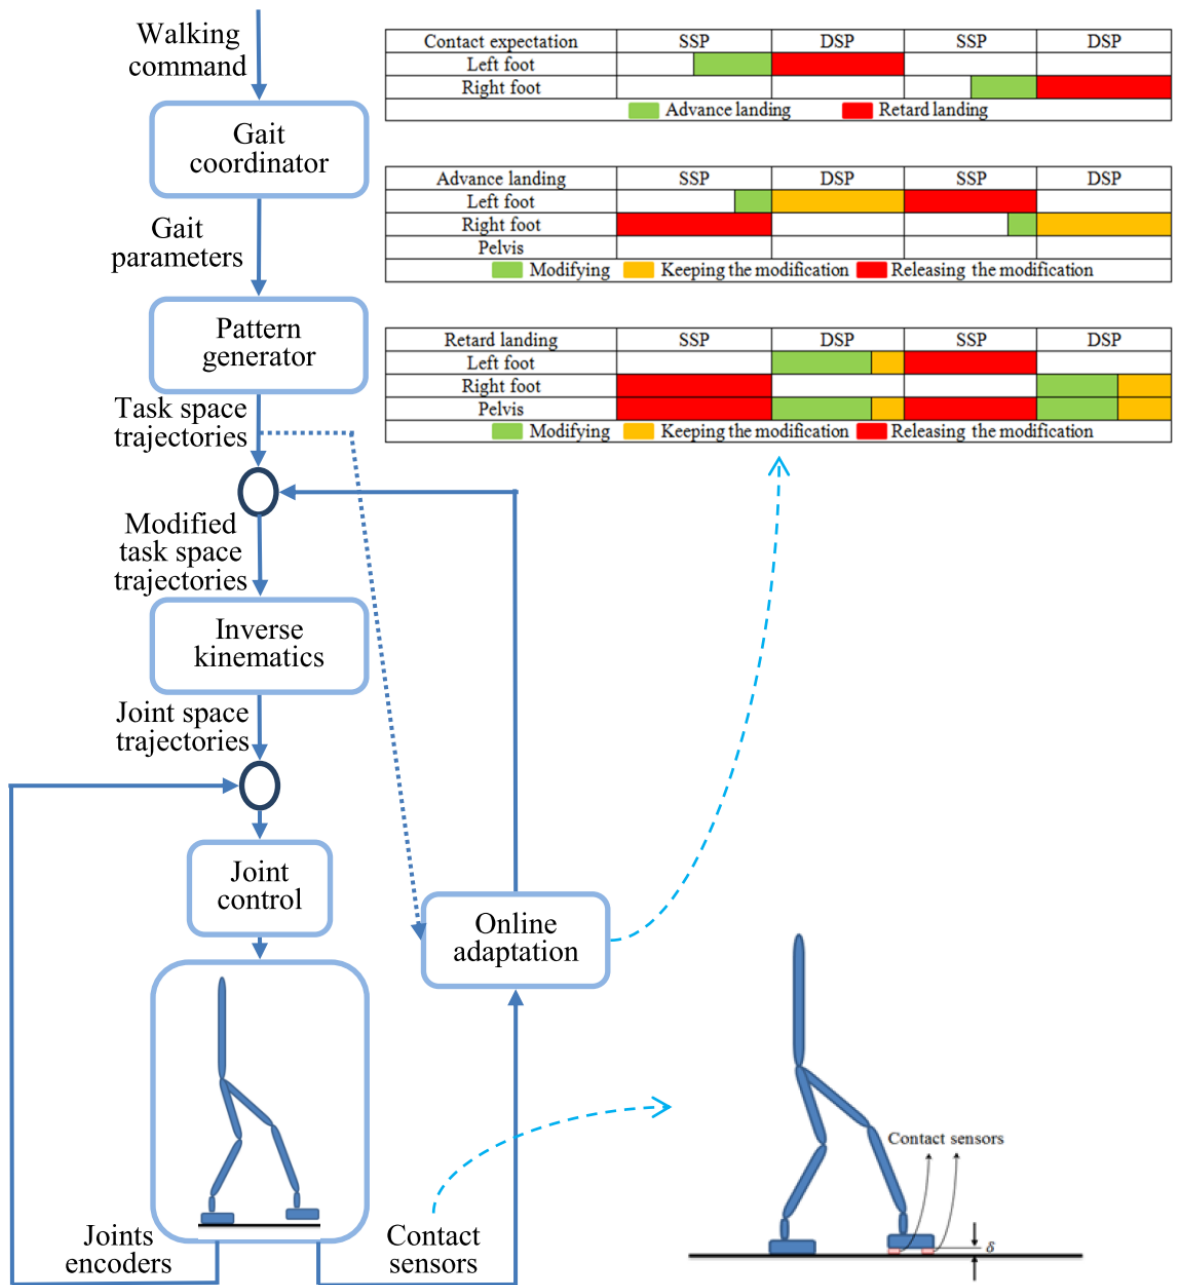 Walking
command
Gait
coordinator
Gait
parameters
Pattern
generator
Task space
trajectories
Modified
task space
trajectories
Inverse
kinematics
Joint space
trajectories
Joint
control
Online
adaptation
Joints
encoders
Contact
sensors
Contact expectation SSP DSP SSP DSP
Left foot
Right foot
Advance landing Retard landing
Advance landing SSP DSP SSP DSP
Left foot
Right foot
Pelvis
Modifying Keeping the modification Releasing the modification
Retard landing SSP DSP SSP DSP
Left foot
Right foot
Pelvis
Modifying Keeping the modification Releasing the modification
Contact sensors
δ